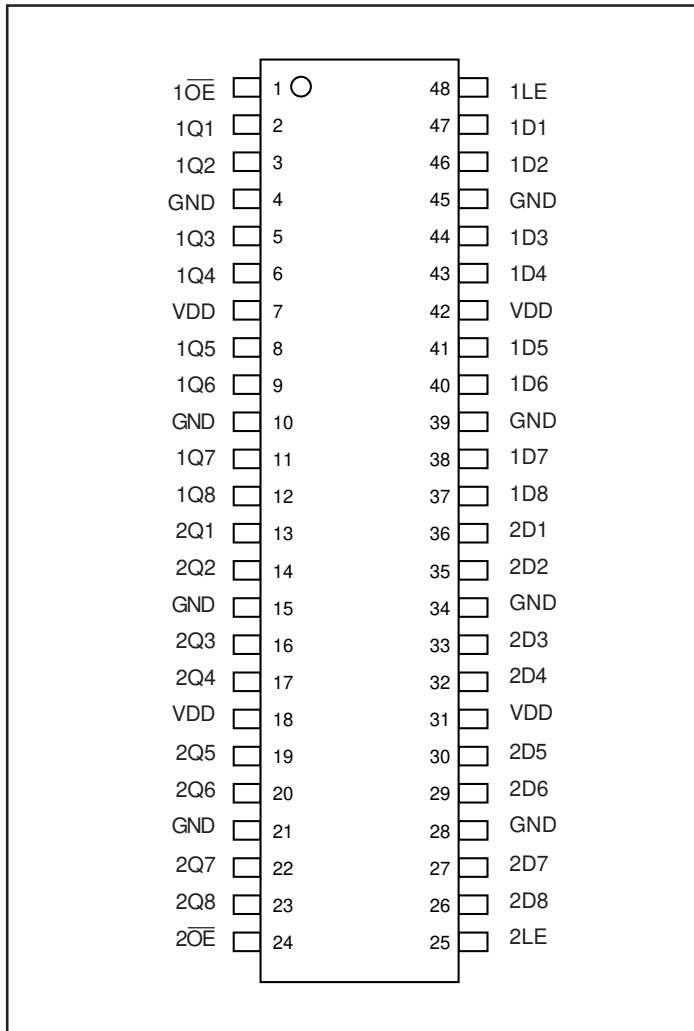 1O̅E̅ 1 48 1LE
1Q1 2 47 1D1
1Q2 3 46 1D2
GND 4 45 GND
1Q3 5 44 1D3
1Q4 6 43 1D4
VDD 7 42 VDD
1Q5 8 41 1D5
1Q6 9 40 1D6
GND 10 39 GND
1Q7 11 38 1D7
1Q8 12 37 1D8
2Q1 13 36 2D1
2Q2 14 35 2D2
GND 15 34 GND
2Q3 16 33 2D3
2Q4 17 32 2D4
VDD 18 31 VDD
2Q5 19 30 2D5
2Q6 20 29 2D6
GND 21 28 GND
2Q7 22 27 2D7
2Q8 23 26 2D8
2O̅E̅ 24 25 2LE